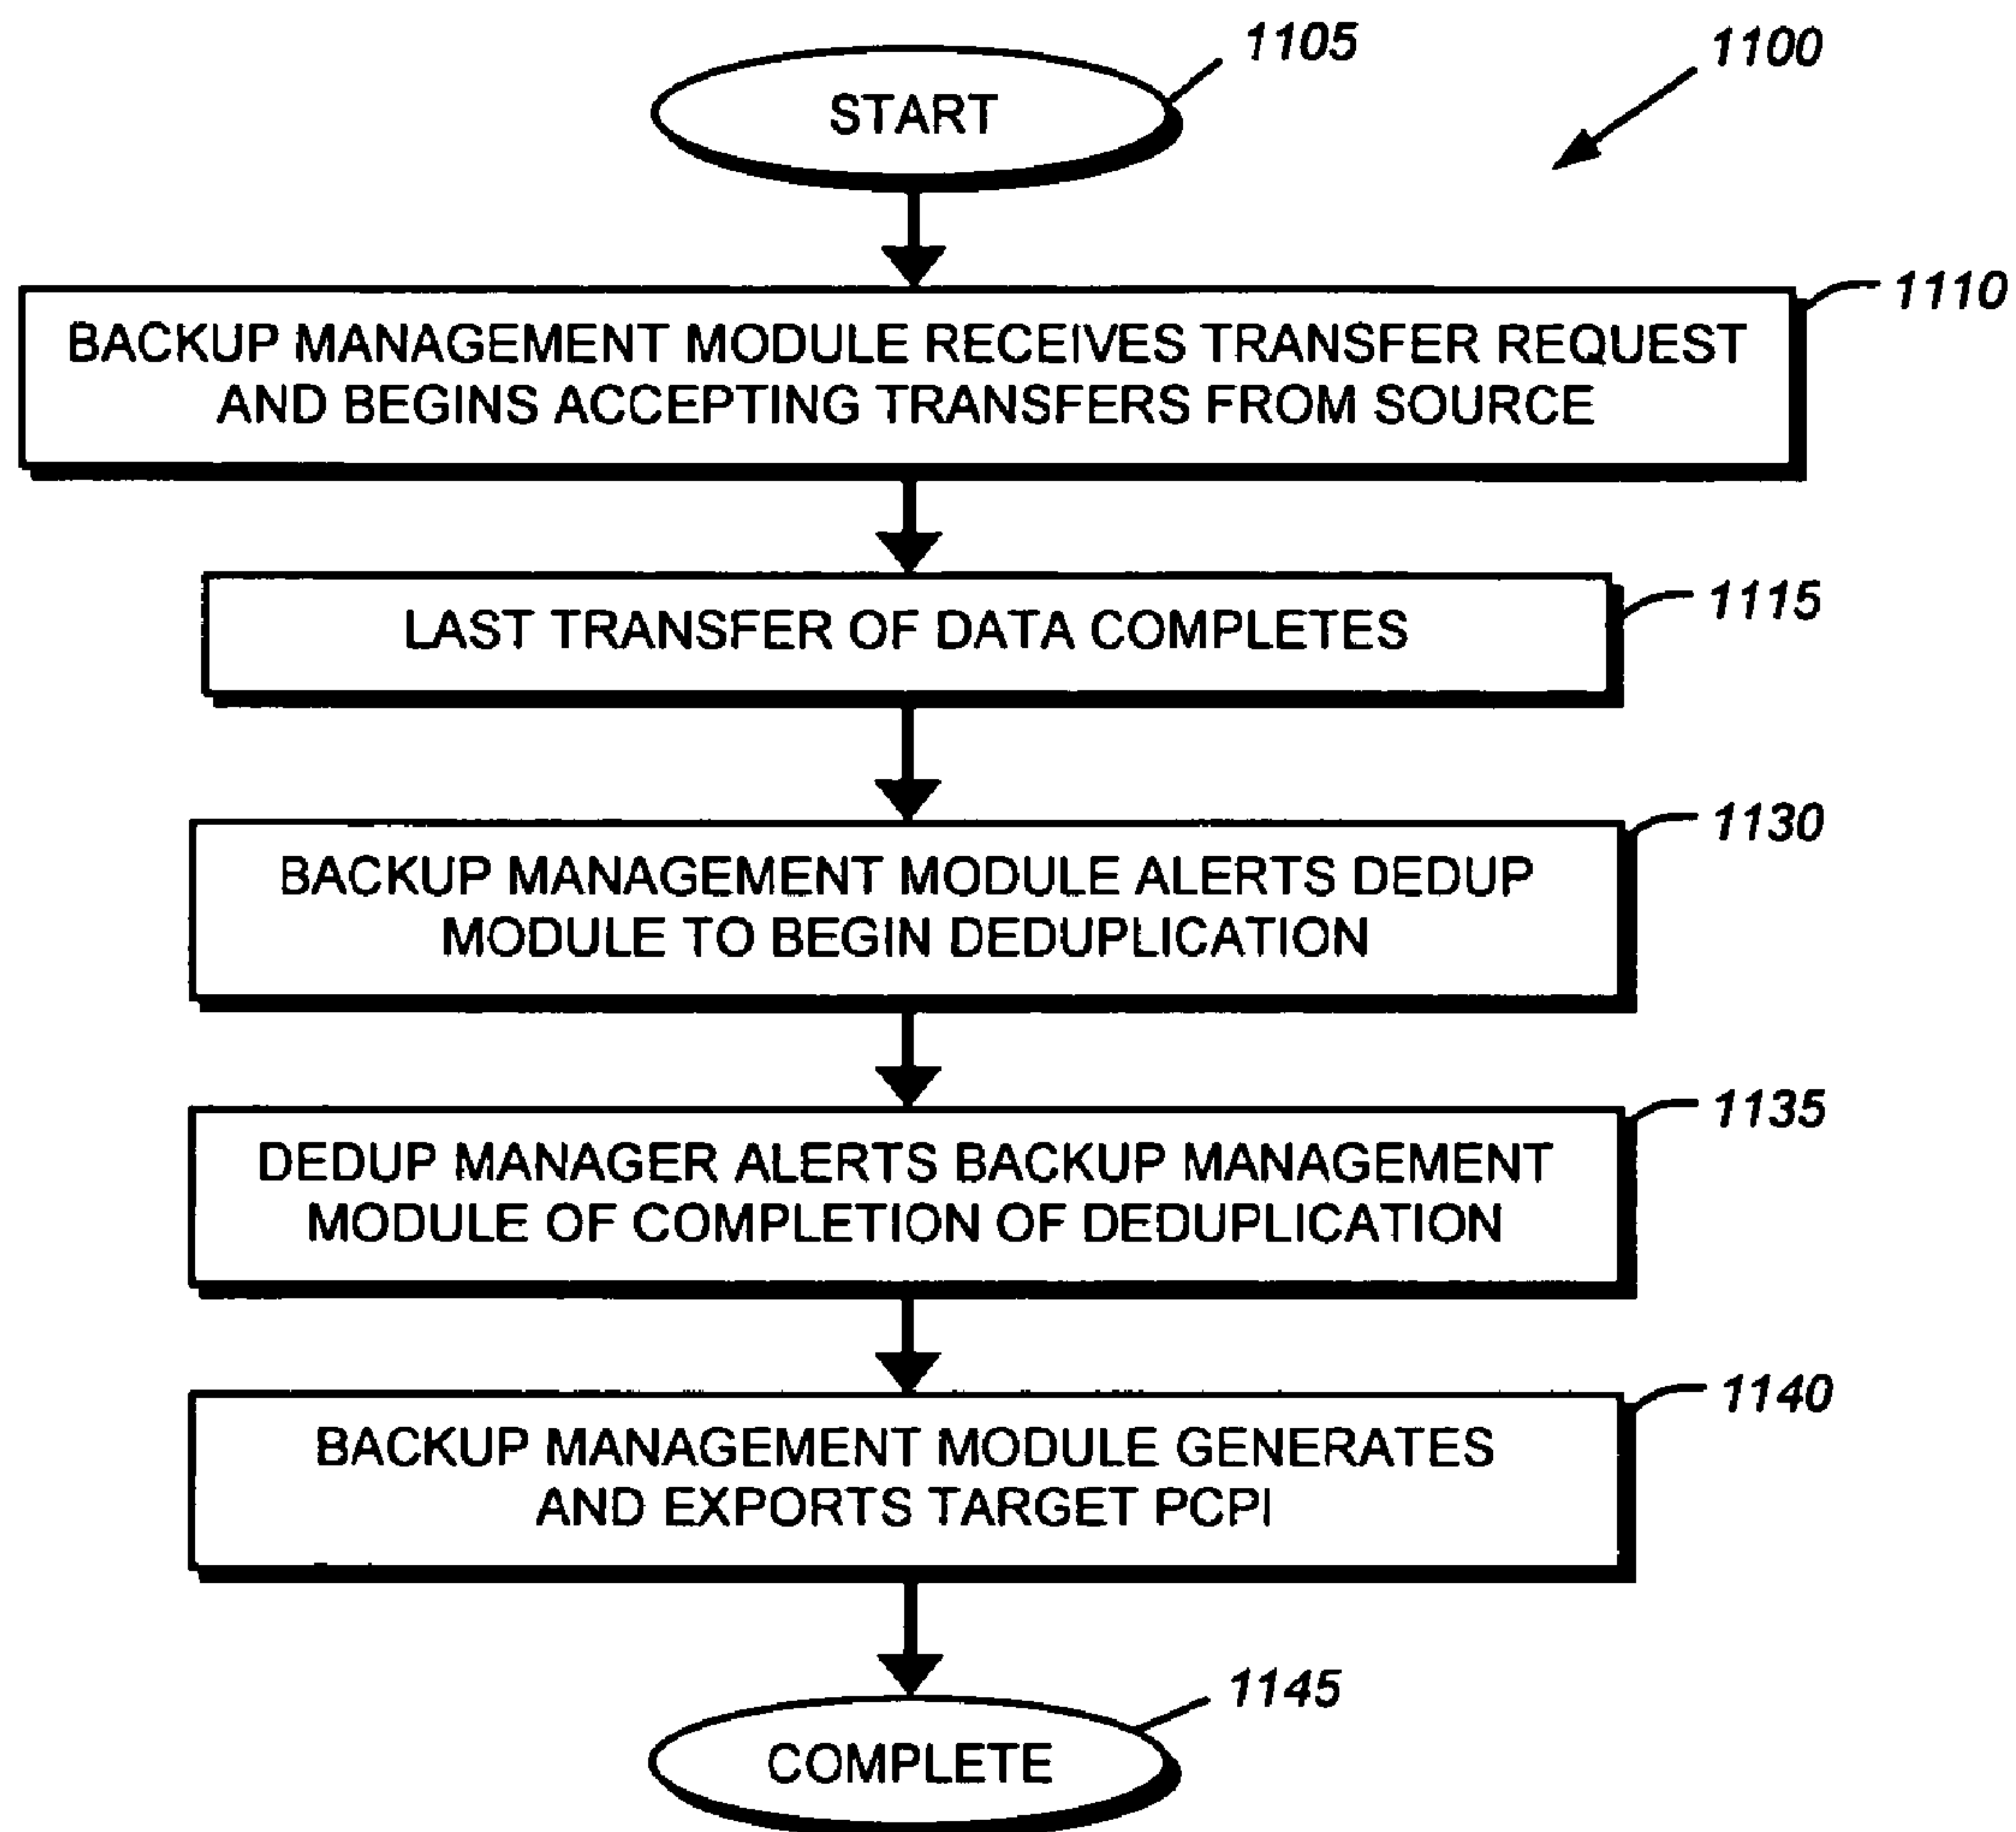 1105
1100
START
1110
BACKUP MANAGEMENT MODULE RECEIVES TRANSFER REQUEST
AND BEGINS ACCEPTING TRANSFERS FROM SOURCE
1115
LAST TRANSFER OF DATA COMPLETES
1130
BACKUP MANAGEMENT MODULE ALERTS DEDUP
MODULE TO BEGIN DEDUPLICATION
1135
DEDUP MANAGER ALERTS BACKUP MANAGEMENT
MODULE OF COMPLETION OF DEDUPLICATION
1140
BACKUP MANAGEMENT MODULE GENERATES
AND EXPORTS TARGET PCPI
1145
COMPLETE